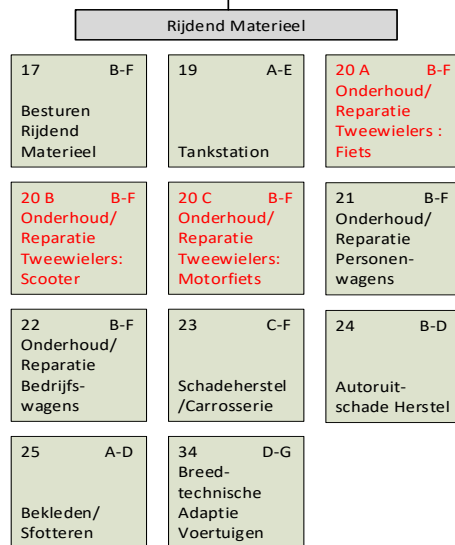 Rijdend Materieel
17 B-F
Besturen
Rijdend
Materieel
19 A-E
Tankstation
20 A B-F
Onderhoud/
Reparatie
Tweewielers :
Fiets
20 B B-F
Onderhoud/
Reparatie
Tweewielers:
Scooter
20 C B-F
Onderhoud/
Reparatie
Tweewielers:
Motorfiets
21 B-F
Onderhoud/
Reparatie
Personen-
wagens
22 B-F
Onderhoud/
Reparatie
Bedrijfs-
wagens
23 C-F
Schadeherstel
/Carrosserie
24 B-D
Autoruit-
schade Herstel
25 A-D
Bekleden/
Sfotteren
34 D-G
Breed-
technische
Adaptie
Voertuigen